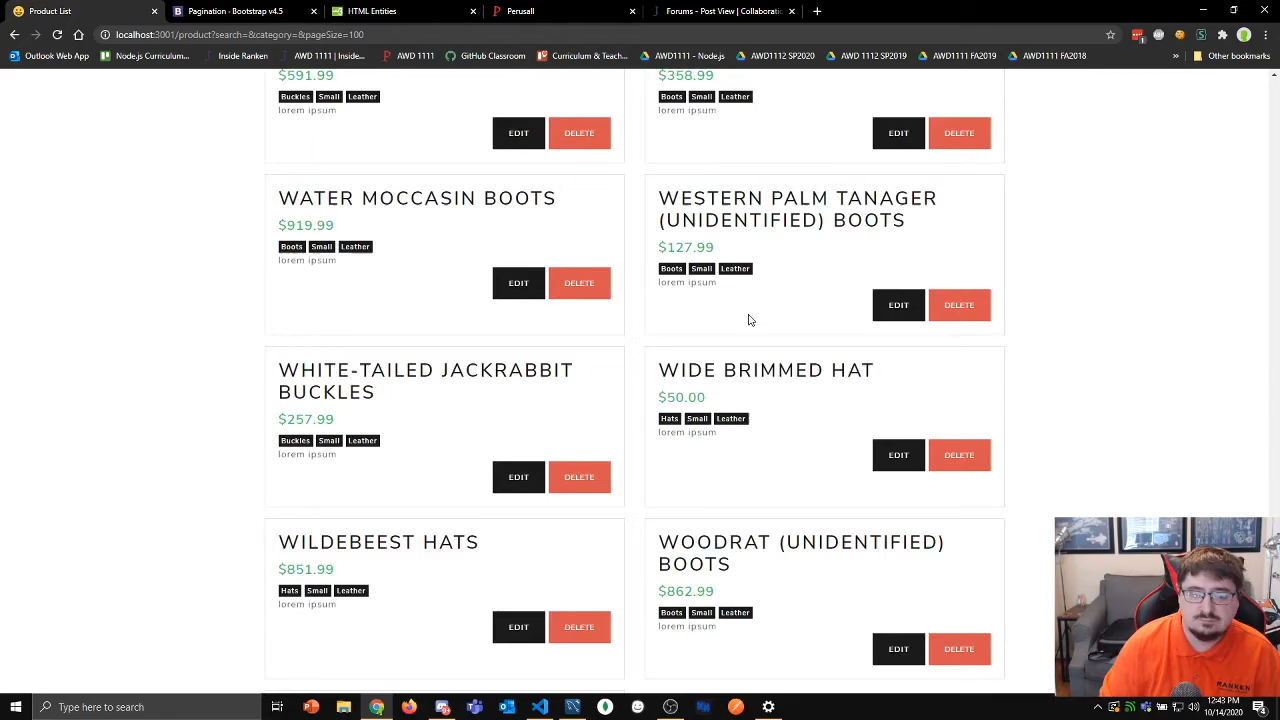 Product List
Pagination · Bootstrap v4.5
HTML Entities
Perusall
Forms - Post View | Collaboratic
localhost:3001/product?search=&category=&pageSize=100
Outlook Web App
Node.js Curriculum...
Inside Ranken
AWD 1111 | Inside...
AWD 1111
GitHub Classroom
Curriculum & Teach...
AWD1111 - Node.js
AWD1112 SP2020
AWD 1112 SP2019
AWD1111 FA2019
AWD1111 FA2018
»
Other bookmarks
$591.99
Buckles Small Leather
lorem ipsum
EDIT DELETE
$358.99
Boots Small Leather
lorem ipsum
EDIT DELETE
WATER MOCCASIN BOOTS
$919.99
Boots Small Leather
lorem ipsum
EDIT DELETE
WESTERN PALM TANAGER
(UNIDENTIFIED) BOOTS
$127.99
Boots Small Leather
lorem ipsum
EDIT DELETE
WHITE-TAILED JACKRABBIT
BUCKLES
$257.99
Buckles Small Leather
lorem ipsum
EDIT DELETE
WIDE BRIMMED HAT
$50.00
Hats Small Leather
lorem ipsum
EDIT DELETE
WILDEBEEST HATS
$851.99
Hats Small Leather
lorem ipsum
EDIT DELETE
WOODRAT (UNIDENTIFIED)
BOOTS
$862.99
Boots Small Leather
lorem ipsum
EDIT DELETE
RANKEN
Type here to search
12:43 PM
10/14/2020